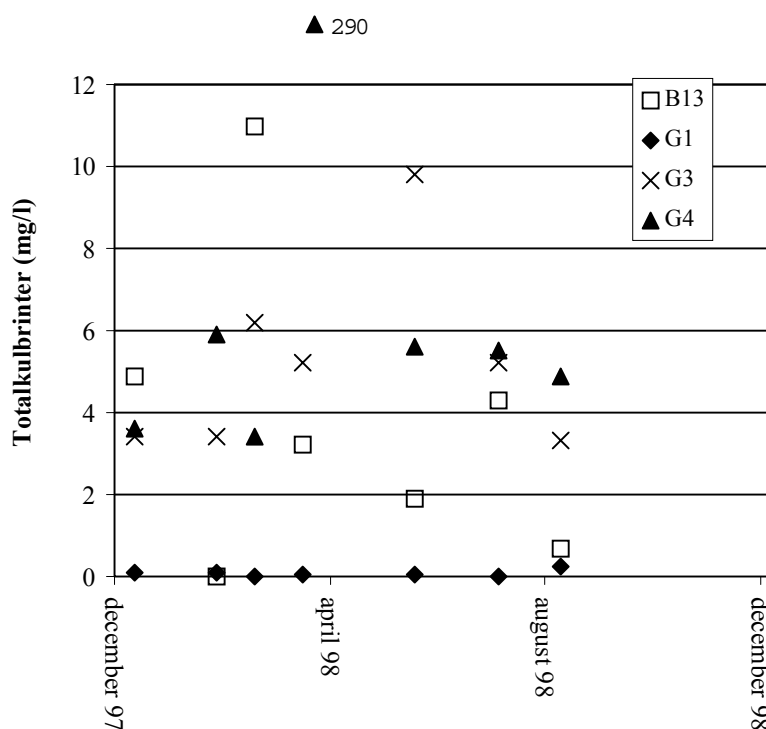 290
12
10
8
6
4
2
0
Totalkulbrinter (mg/l)
B13
G1
G3
G4
december 97
april 98
august 98
december 98